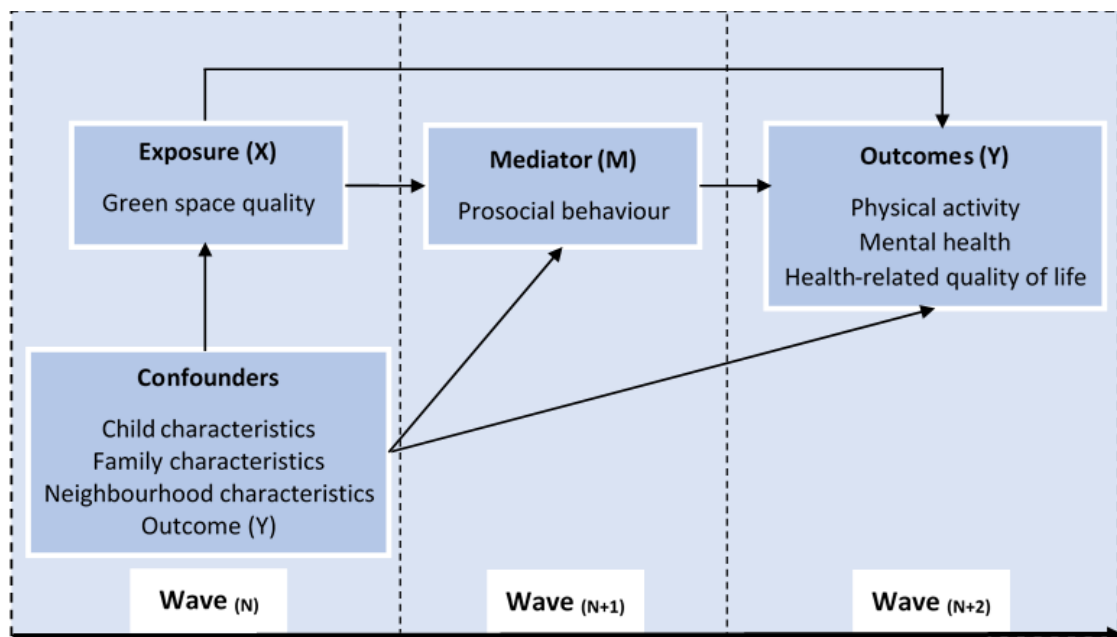 Exposure (X)
Green space quality
Mediator (M)
Prosocial behaviour
Outcomes (Y)
Physical activity
Mental health
Health-related quality of life
Confounders
Child characteristics
Family characteristics
Neighbourhood characteristics
Outcome (Y)
Wave (N)
Wave (N+1)
Wave (N+2)